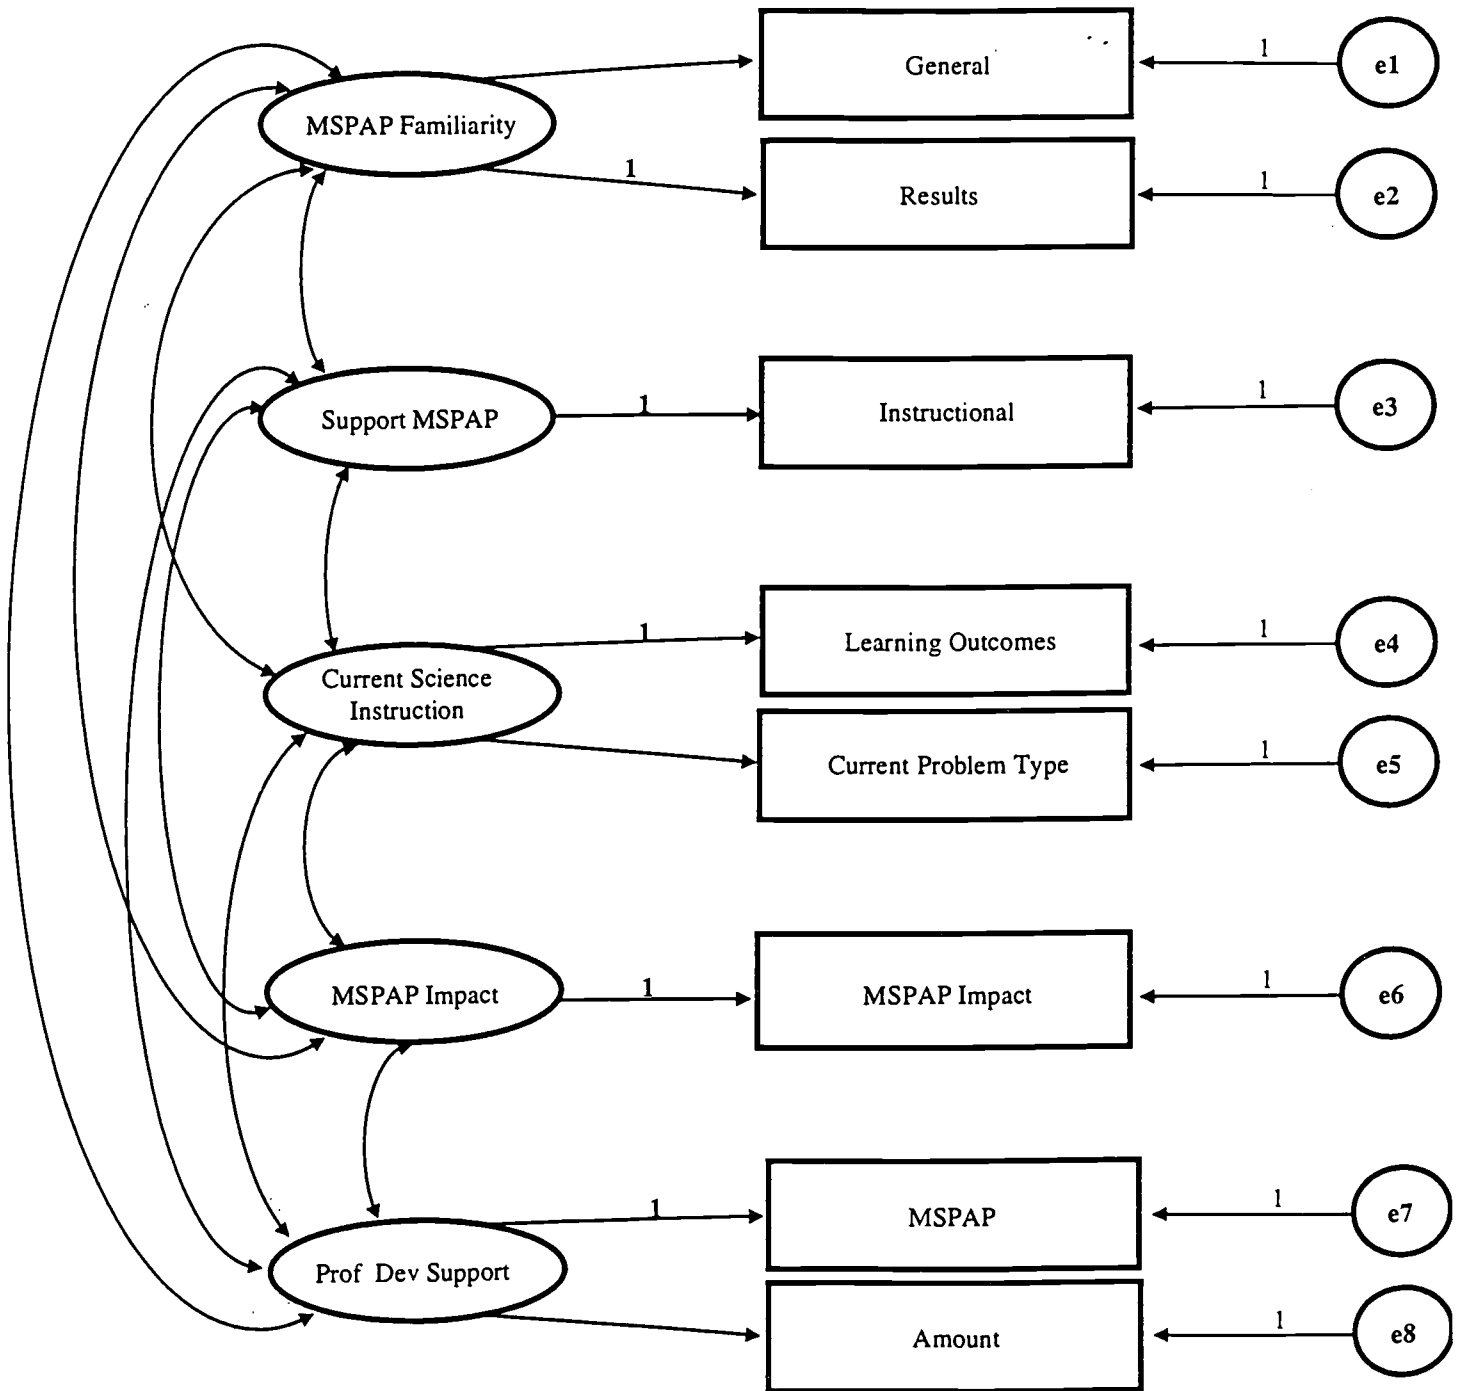 General
1
e1
MSPAP Familiarity
1
Results
1
e2
Support MSPAP
1
Instructional
1
e3
1
Learning Outcomes
1
e4
Current Science
Instruction
Current Problem Type
1
e5
MSPAP Impact
1
MSPAP Impact
1
e6
1
MSPAP
1
e7
Prof Dev Support
Amount
1
e8